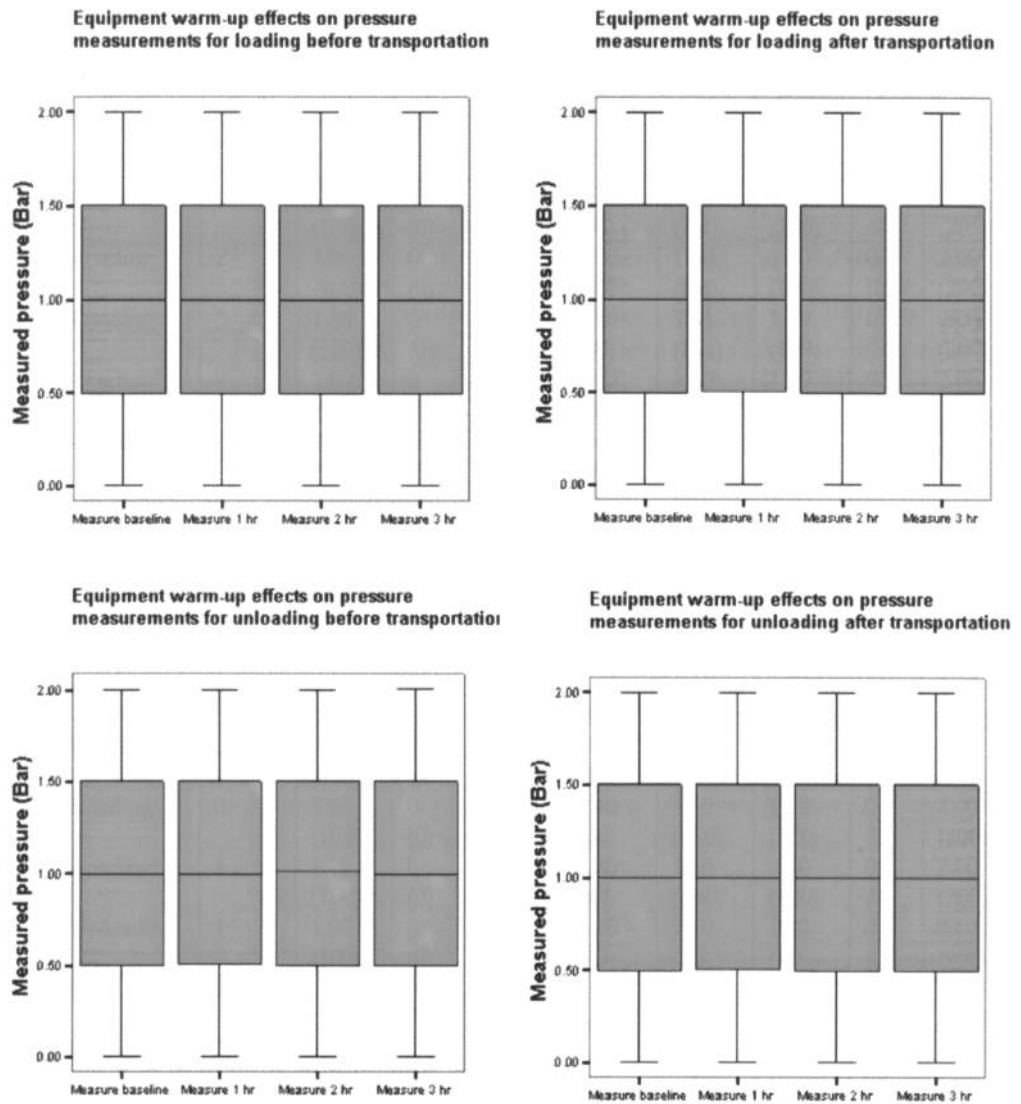 Equipment warm-up effects on pressure
measurements for loading before transportation
Measured pressure (Bar)
2.00
1.50
1.00
0.50
0.00
Measure baseline Measure 1 hr Measure 2 hr Measure 3 hr
Equipment warm-up effects on pressure
measurements for loading after transportation
Measured pressure (Bar)
2.00
1.50
1.00
0.50
0.00
Measure baseline Measure 1 hr Measure 2 hr Measure 3 hr
Equipment warm-up effects on pressure
measurements for unloading before transportatio
Measured pressure (Bar)
2.00
1.50
1.00
0.50
0.00
Measure baseline Measure 1 hr Measure 2 hr Measure 3 hr
Equipment warm-up effects on pressure
measurements for unloading after transportation
Measured pressure (Bar)
2.00
1.50
1.00
0.50
0.00
Measure baseline Measure 1 hr Measure 2 hr Measure 3 hr